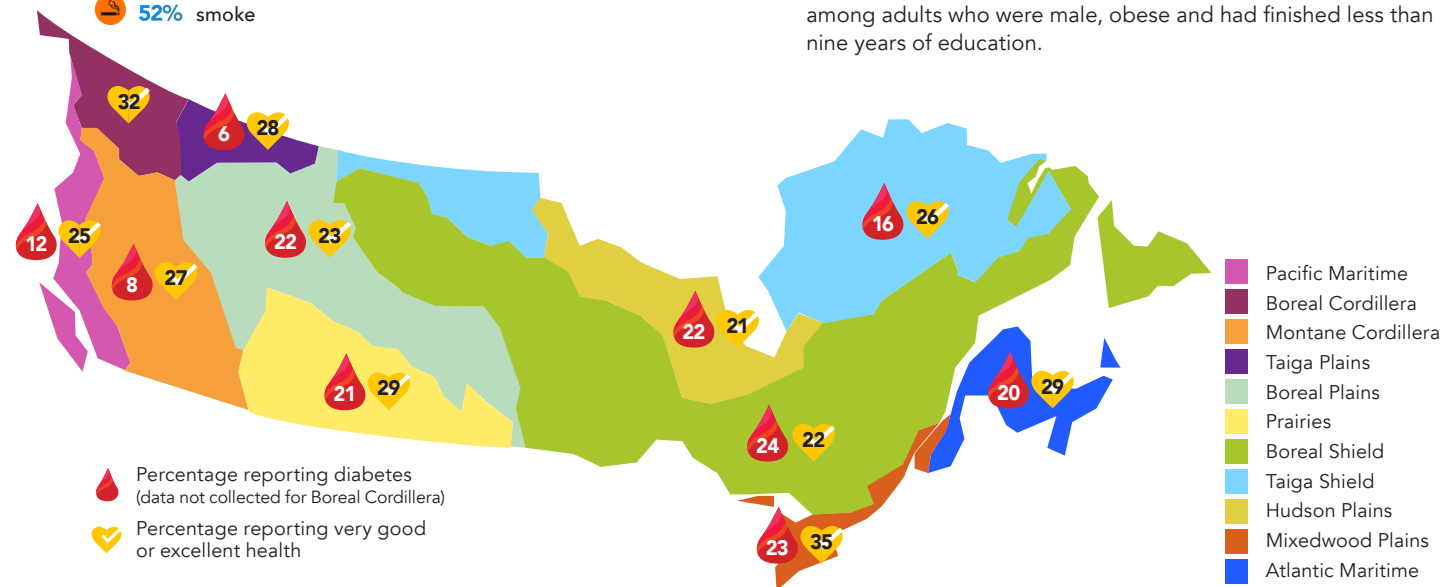 52% smoke
among adults who were male, obese and had finished less than
nine years of education.
32
6 28
12 25
8 27
22 23
16 26
22 21
21 29
20 29
24 22
23 35
Percentage reporting diabetes
(data not collected for Boreal Cordillera)
Percentage reporting very good
or excellent health
Pacific Maritime
Boreal Cordillera
Montane Cordillera
Taiga Plains
Boreal Plains
Prairies
Boreal Shield
Taiga Shield
Hudson Plains
Mixedwood Plains
Atlantic Maritime